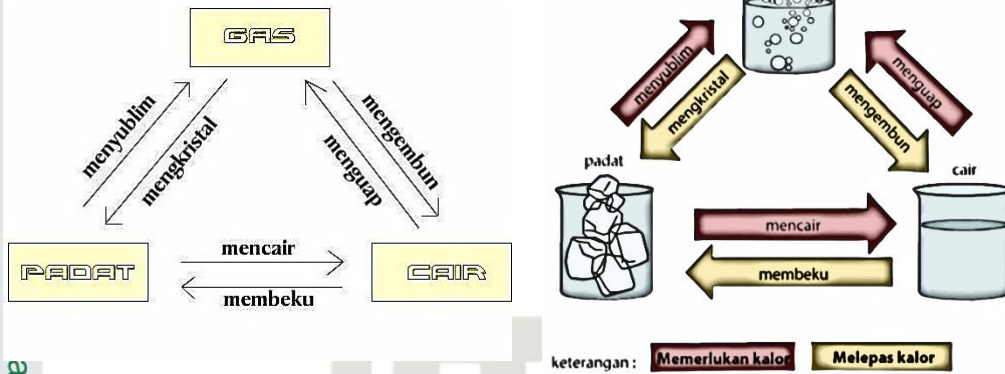 GAS
menyublim
mengkristal
menguap
mengembun
PADAT
mencair
membeku
CAIR
menyublim
mengkristal
menguap
mengembun
padat
cair
mencair
membeku
keterangan :
Memerlukan kalor
Melepas kalor
a